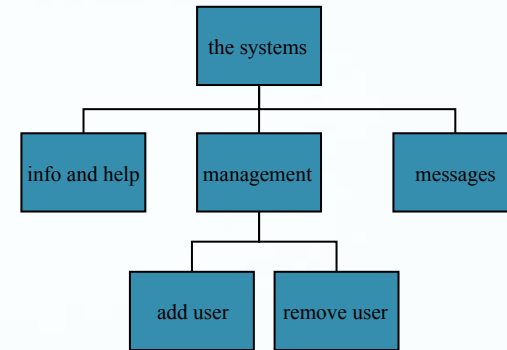 the systems
info and help
management
messages
add user
remove user